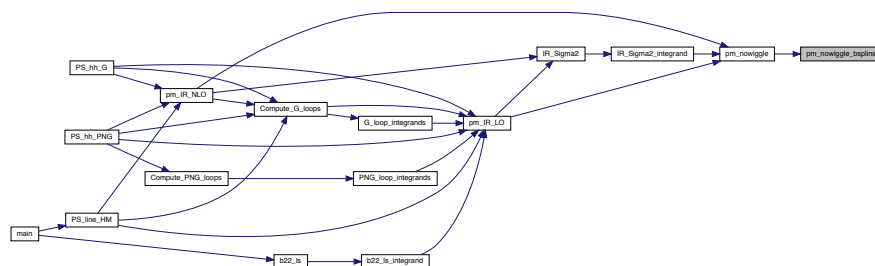 IR_Sigma2
IR_Sigma2_integrand
pm_nowiggle
pm_nowiggle_bspline
PS_hh_G
pm_IR_NLO
Compute_G_loops
G_loop_integrands
pm_IR_LO
PS_hh_PNG
Compute_PNG_loops
PNG_loop_integrands
PS_line_HM
main
b22_ls
b22_ls_integrand